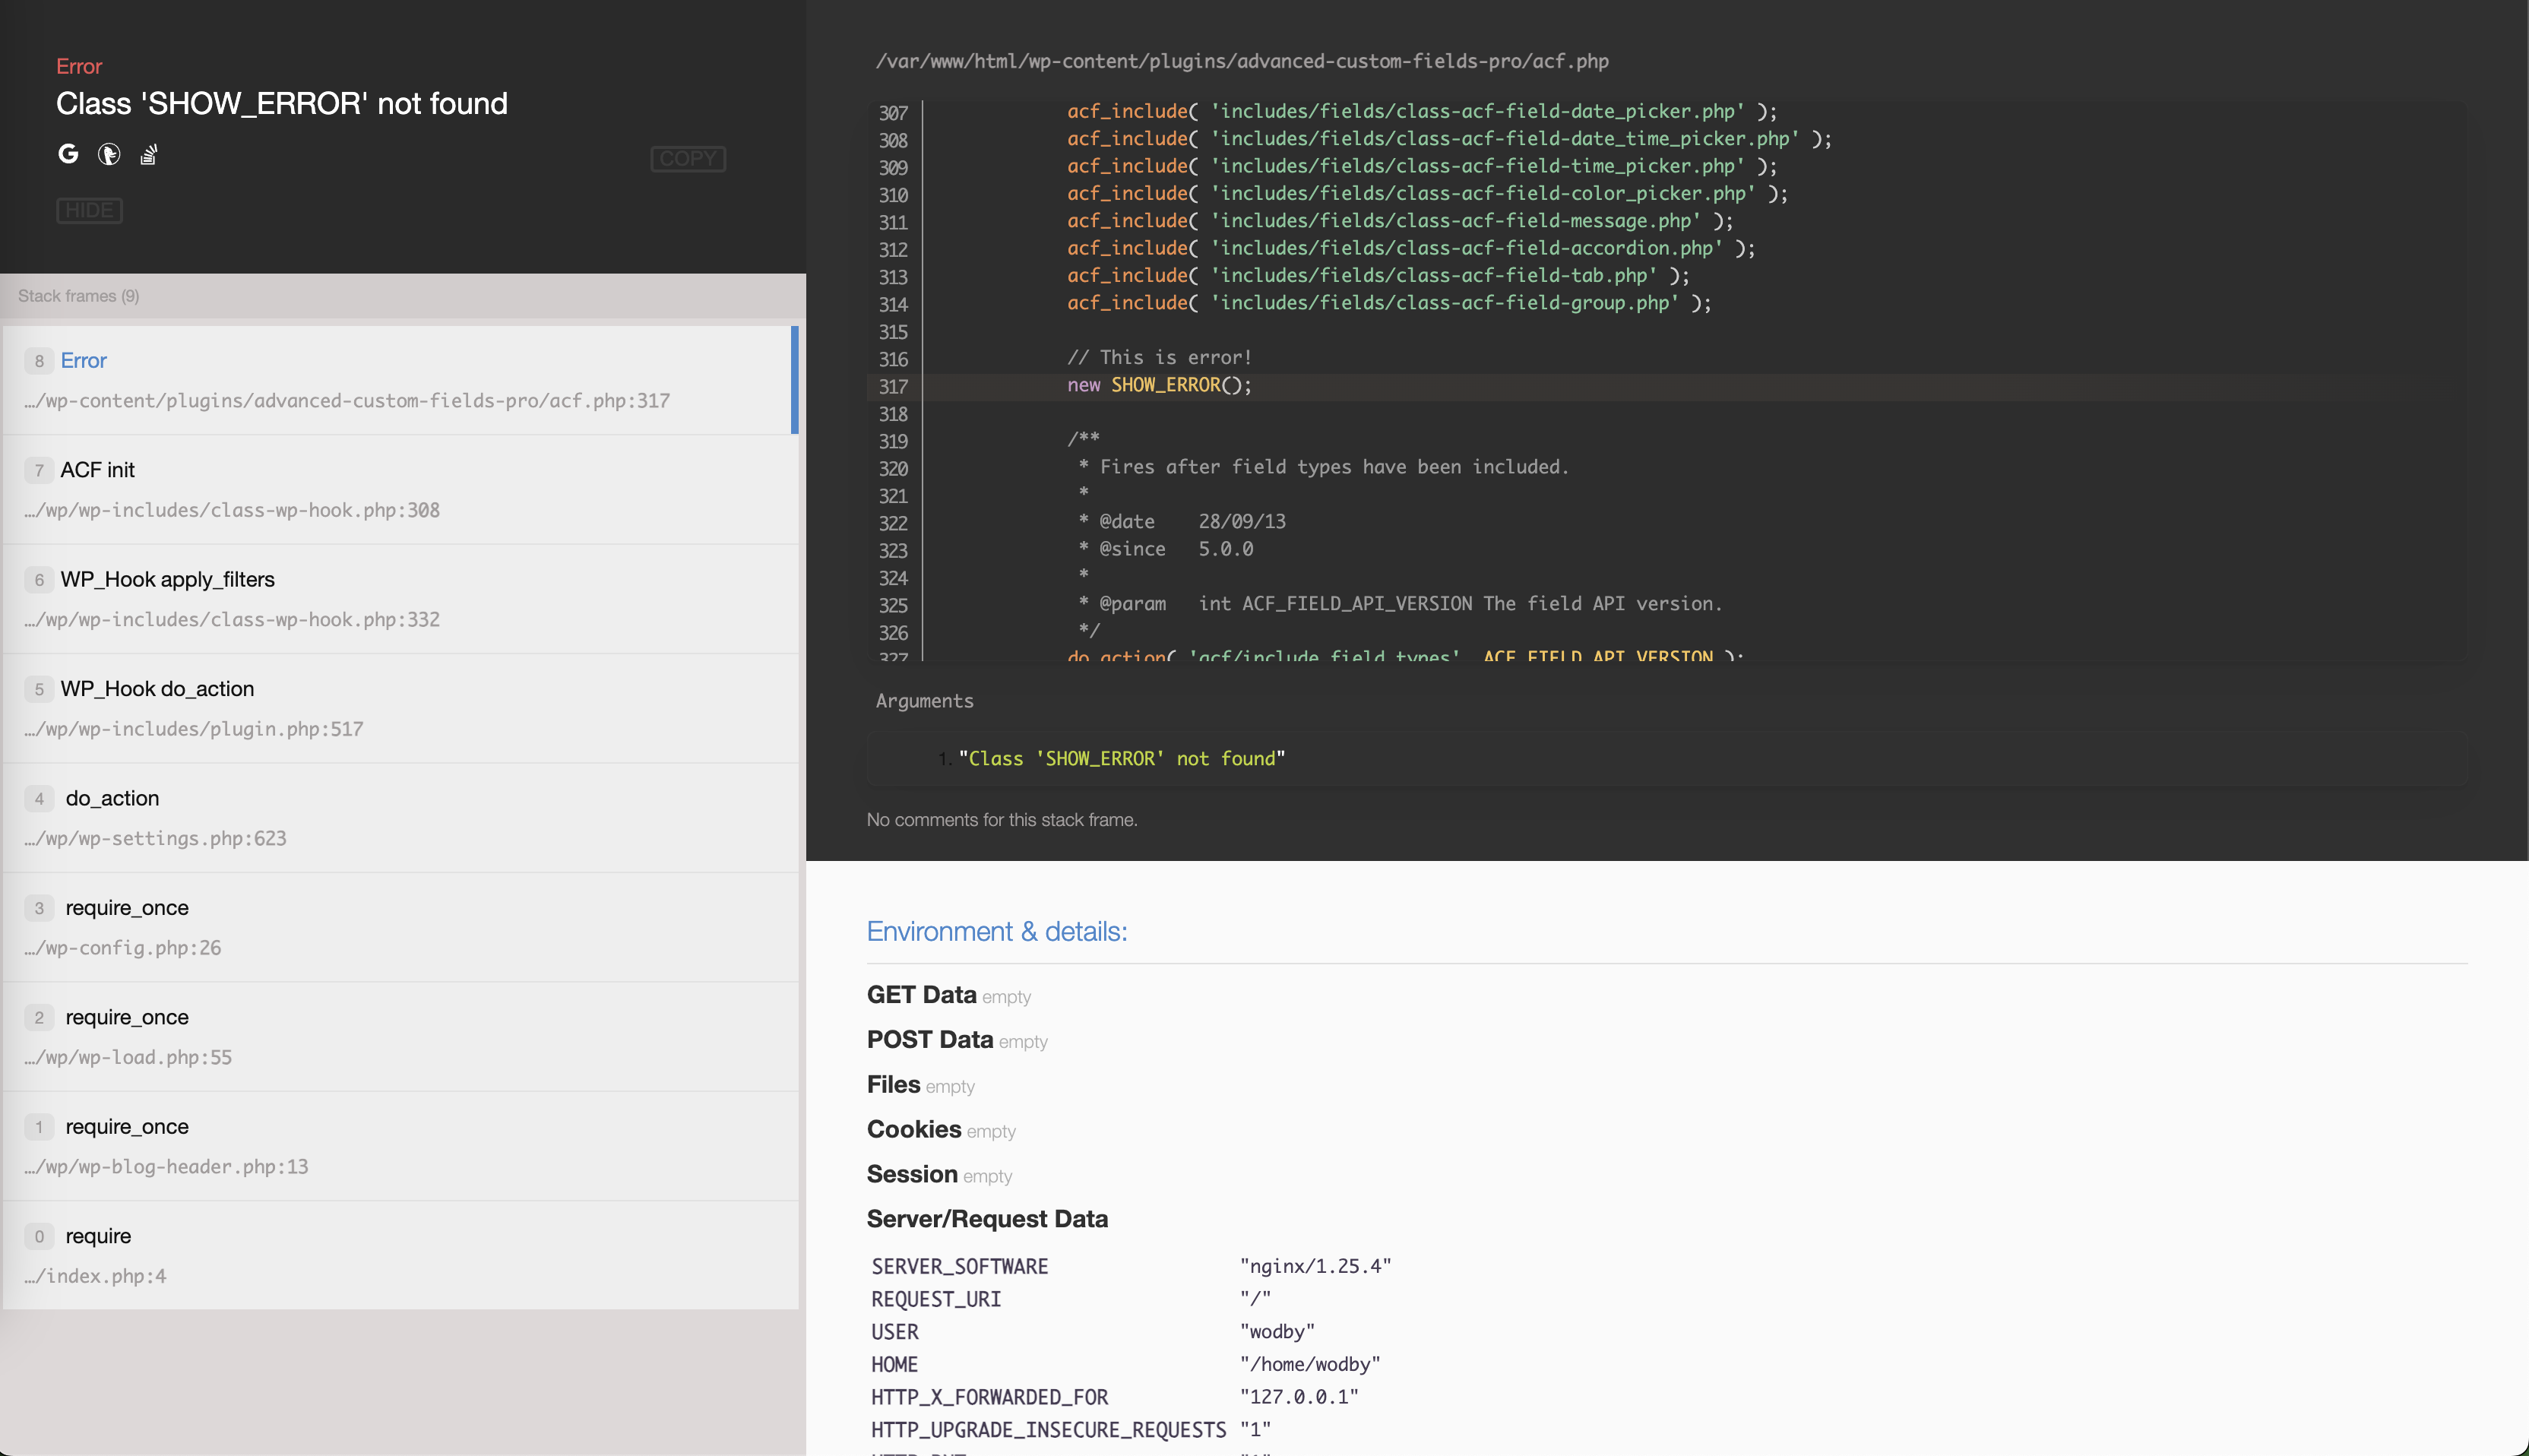 Error
Class 'SHOW_ERROR' not found
COPY
HIDE
Stack frames (9)
8 Error
…/wp-content/plugins/advanced-custom-fields-pro/acf.php:317
7 ACF init
…/wp/wp-includes/class-wp-hook.php:308
6 WP_Hook apply_filters
…/wp/wp-includes/class-wp-hook.php:332
5 WP_Hook do_action
…/wp/wp-includes/plugin.php:517
4 do_action
…/wp/wp-settings.php:623
3 require_once
…/wp-config.php:26
2 require_once
…/wp/wp-load.php:55
1 require_once
…/wp/wp-blog-header.php:13
0 require
…/index.php:4
/var/www/html/wp-content/plugins/advanced-custom-fields-pro/acf.php
307 acf_include( 'includes/fields/class-acf-field-date_picker.php' );
308 acf_include( 'includes/fields/class-acf-field-date_time_picker.php' );
309 acf_include( 'includes/fields/class-acf-field-time_picker.php' );
310 acf_include( 'includes/fields/class-acf-field-color_picker.php' );
311 acf_include( 'includes/fields/class-acf-field-message.php' );
312 acf_include( 'includes/fields/class-acf-field-accordion.php' );
313 acf_include( 'includes/fields/class-acf-field-tab.php' );
314 acf_include( 'includes/fields/class-acf-field-group.php' );
315
316 // This is error!
317 new SHOW_ERROR();
318
319 /**
320 * Fires after field types have been included.
321 *
322 * @date 28/09/13
323 * @since 5.0.0
324 *
325 * @param int ACF_FIELD_API_VERSION The field API version.
326 */
327 do_action( 'acf/include_field_types', ACF_FIELD_API_VERSION );
Arguments
1. "Class 'SHOW_ERROR' not found"
No comments for this stack frame.
Environment & details:
GET Data empty
POST Data empty
Files empty
Cookies empty
Session empty
Server/Request Data
SERVER_SOFTWARE "nginx/1.25.4"
REQUEST_URI "/"
USER "wodby"
HOME "/home/wodby"
HTTP_X_FORWARDED_FOR "127.0.0.1"
HTTP_UPGRADE_INSECURE_REQUESTS "1"